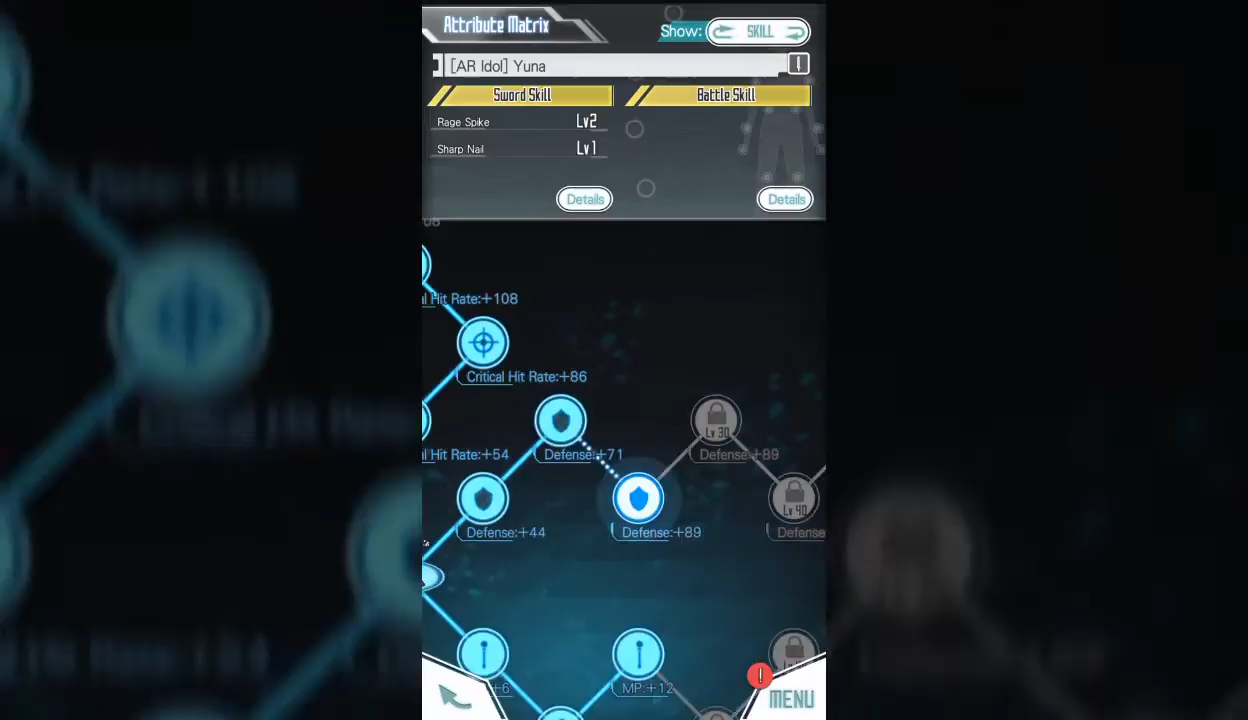 Attribute Matrix
Show: SKILL
[AR Idol] Yuna
Sword Skill
Battle Skill
Rage Spike Lv2
Sharp Nail Lv1
Details
Details
08
l Hit Rate:+108
Critical Hit Rate:+86
Lv 30
l Hit Rate:+54
Defense:+71
Defense:+89
Lv 40
Defense:+44
Defense:+89
Defense
+6
MP:+12
MENU